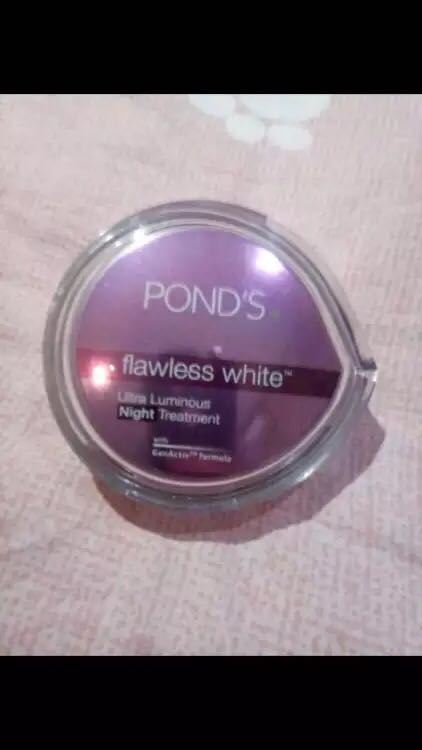 POND'S
flawless white™
Ultra Luminous
Night Treatment
with
GenActiv™ formula